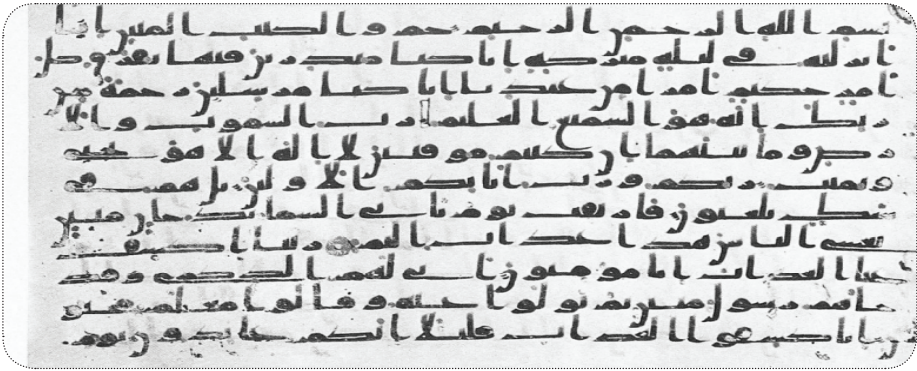 بسم الله الرحمن الرحيم حم والكتب المبين انا
انزلنه في ليلة مبركة انا كنا منذرين فيها يفرق كل
امر حكيم امرا من عندنا انا كنا مرسلين رحمة من
ربك انه هو السميع العليم رب السموت والا
رض وما بينهما ان كنتم موقنين لا اله الا هو يحيي
ويميت ربكم ورب ابائكم الاولين بل هم في
شك يلعبون فارتقب يوم تاتي السما بدخان مبين
يغشى الناس هذا عذاب اليم ربنا اكشف
عنا العذاب انا مومنون انى لهم الذكرى وقد
جاهم رسول مبين ثم تولوا عنه وقالوا معلم مجنون
انا كاشفوا العذاب قليلا انكم عايدون يوم